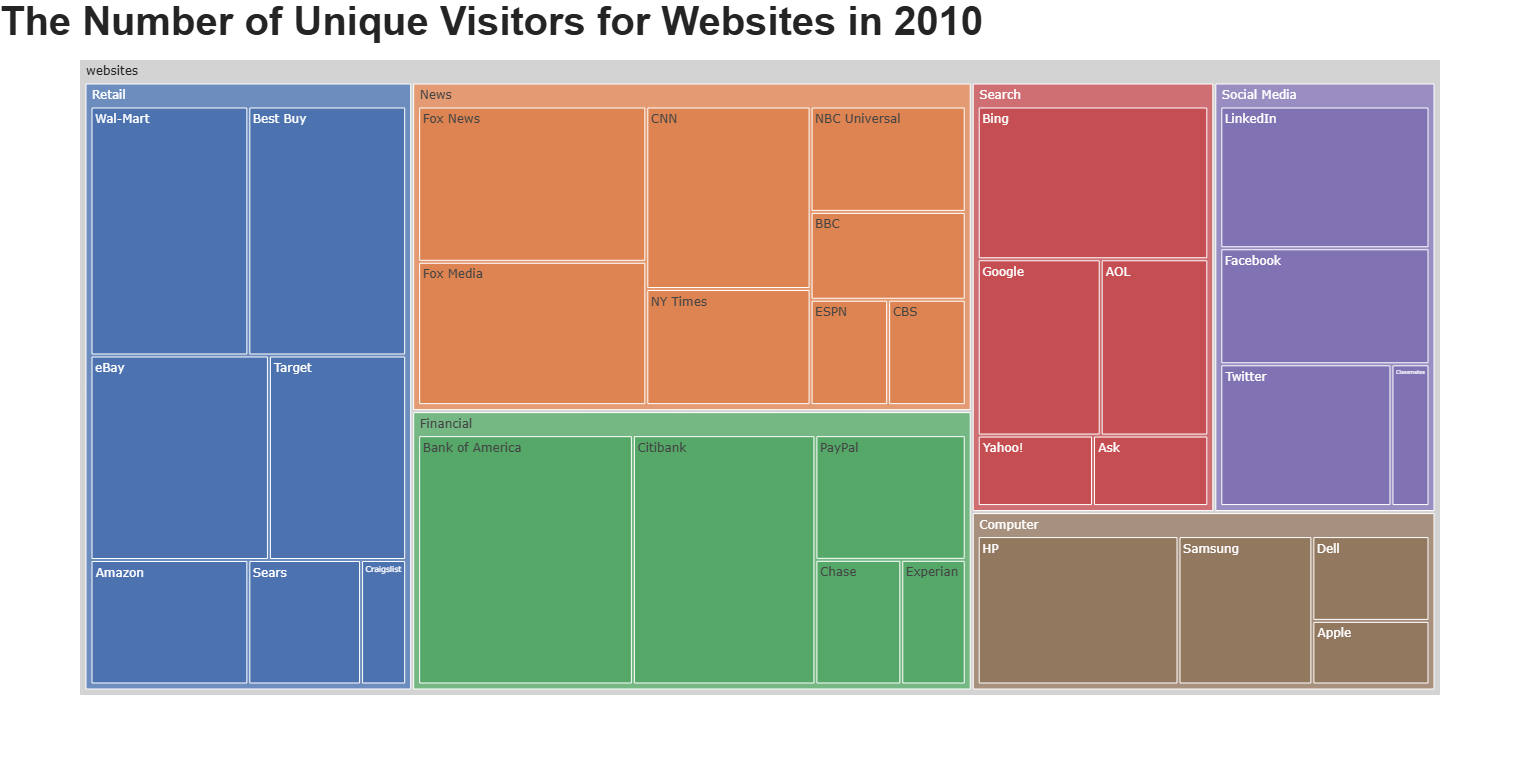 The Number of Unique Visitors for Websites in 2010
websites
Retail
Wal-Mart
Best Buy
eBay
Target
Amazon
Sears
Craigslist
News
Fox News
CNN
NBC Universal
BBC
Fox Media
NY Times
ESPN
CBS
Financial
Bank of America
Citibank
PayPal
Chase
Experian
Search
Bing
Google
AOL
Yahoo!
Ask
Social Media
LinkedIn
Facebook
Twitter
Classmates
Computer
HP
Samsung
Dell
Apple